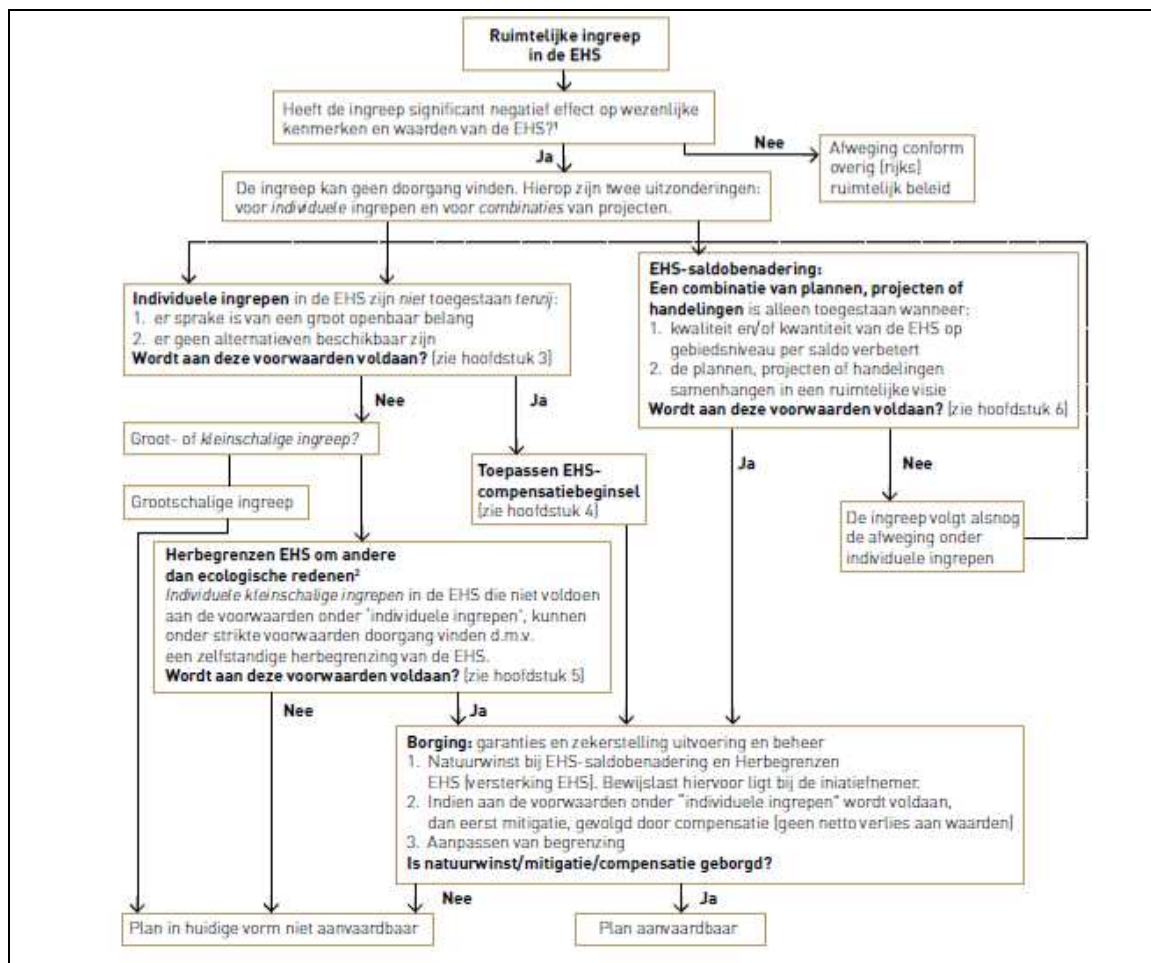 Ruimtelijke ingreep
in de EHS
Heeft de ingreep significant negatief effect op wezenlijke
kenmerken en waarden van de EHS?¹
Nee
Ja
Afweging conform
overig (rijks)
ruimtelijk beleid
De ingreep kan geen doorgang vinden. Hierop zijn twee uitzonderingen:
voor individuele ingrepen en voor combinaties van projecten.
Individuele ingrepen in de EHS zijn niet toegestaan tenzij:
1. er sprake is van een groot openbaar belang
2. er geen alternatieven beschikbaar zijn
Wordt aan deze voorwaarden voldaan? (zie hoofdstuk 3)
EHS-saldobenadering:
Een combinatie van plannen, projecten of
handelingen is alleen toegestaan wanneer:
1. kwaliteit en/of kwantiteit van de EHS op
gebiedsniveau per saldo verbetert
2. de plannen, projecten of handelingen
samenhangen in een ruimtelijke visie
Wordt aan deze voorwaarden voldaan? (zie hoofdstuk 6)
Nee
Ja
Groot- of kleinschalige ingreep?
Grootschalige ingreep
Toepassen EHS-
compensatiebeginsel
(zie hoofdstuk 4)
Ja
Nee
De ingreep volgt alsnog
de afweging onder
individuele ingrepen
Herbegrenzen EHS om andere
dan ecologische redenen²
Individuele kleinschalige ingrepen in de EHS die niet voldoen
aan de voorwaarden onder "individuele ingrepen", kunnen
onder strikte voorwaarden doorgang vinden d.m.v.
een zelfstandige herbegrenzing van de EHS.
Wordt aan deze voorwaarden voldaan? (zie hoofdstuk 5)
Nee
Ja
Borging: garanties en zekerstelling uitvoering en beheer
1. Natuurwinst bij EHS-saldobenadering en Herbegrenzen
EHS (versterking EHS). Bewijslast hiervoor ligt bij de iniatiefnemer.
2. Indien aan de voorwaarden onder "individuele ingrepen" wordt voldaan,
dan eerst mitigatie, gevolgd door compensatie (geen netto verlies aan waarden)
3. Aanpassen van begrenzing
Is natuurwinst/mitigatie/compensatie geborgd?
Nee
Ja
Plan in huidige vorm niet aanvaardbaar
Plan aanvaardbaar